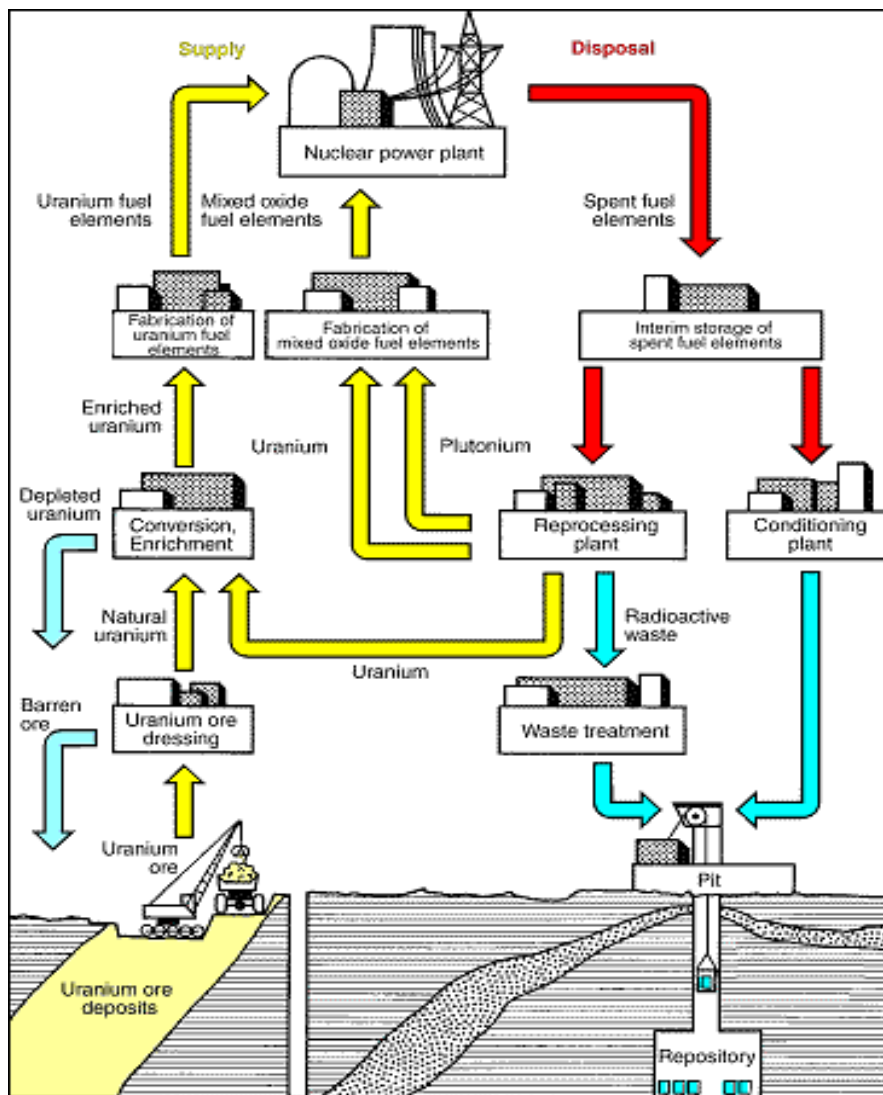 Supply
Disposal
Nuclear power plant
Uranium fuel
elements
Mixed oxide
fuel elements
Spent fuel
elements
Fabrication of
uranium fuel
elements
Fabrication of
mixed oxide fuel elements
Interim storage of
spent fuel elements
Enriched
uranium
Uranium
Plutonium
Depleted
uranium
Conversion,
Enrichment
Reprocessing
plant
Conditioning
plant
Natural
uranium
Radioactive
waste
Uranium
Barren
ore
Uranium ore
dressing
Waste treatment
Uranium
ore
Pit
Uranium ore
deposits
Repository